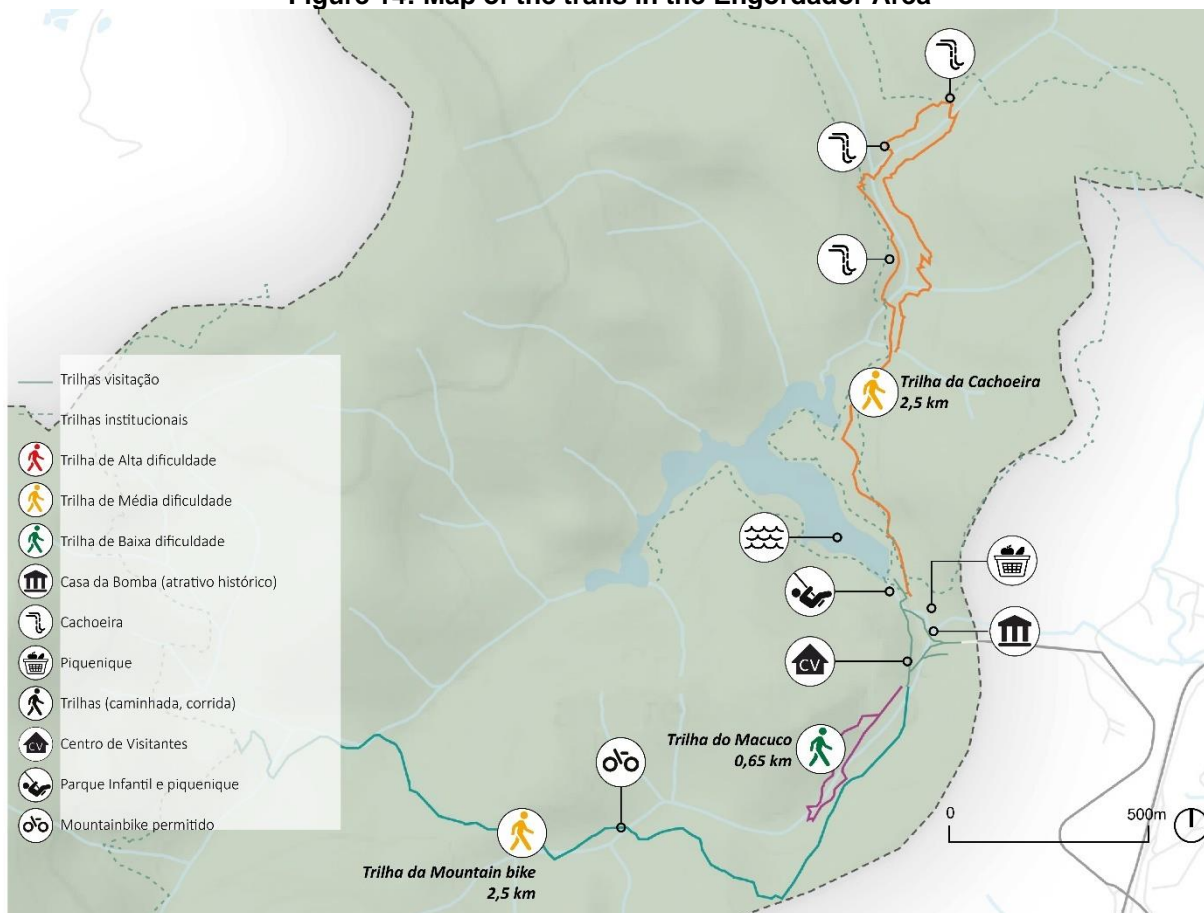 Figure 14: Map of the trails in the Engordador Area
Trilha da Cachoeira
2,5 km
Trilhas visitação
Trilhas institucionais
Trilha de Alta dificuldade
Trilha de Média dificuldade
Trilha de Baixa dificuldade
Casa da Bomba (atrativo histórico)
Cachoeira
Piquenique
Trilhas (caminhada, corrida)
CV Centro de Visitantes
Parque Infantil e piquenique
Mountainbike permitido
CV
Trilha do Macuco
0,65 km
0 500m
Trilha da Mountain bike
2,5 km